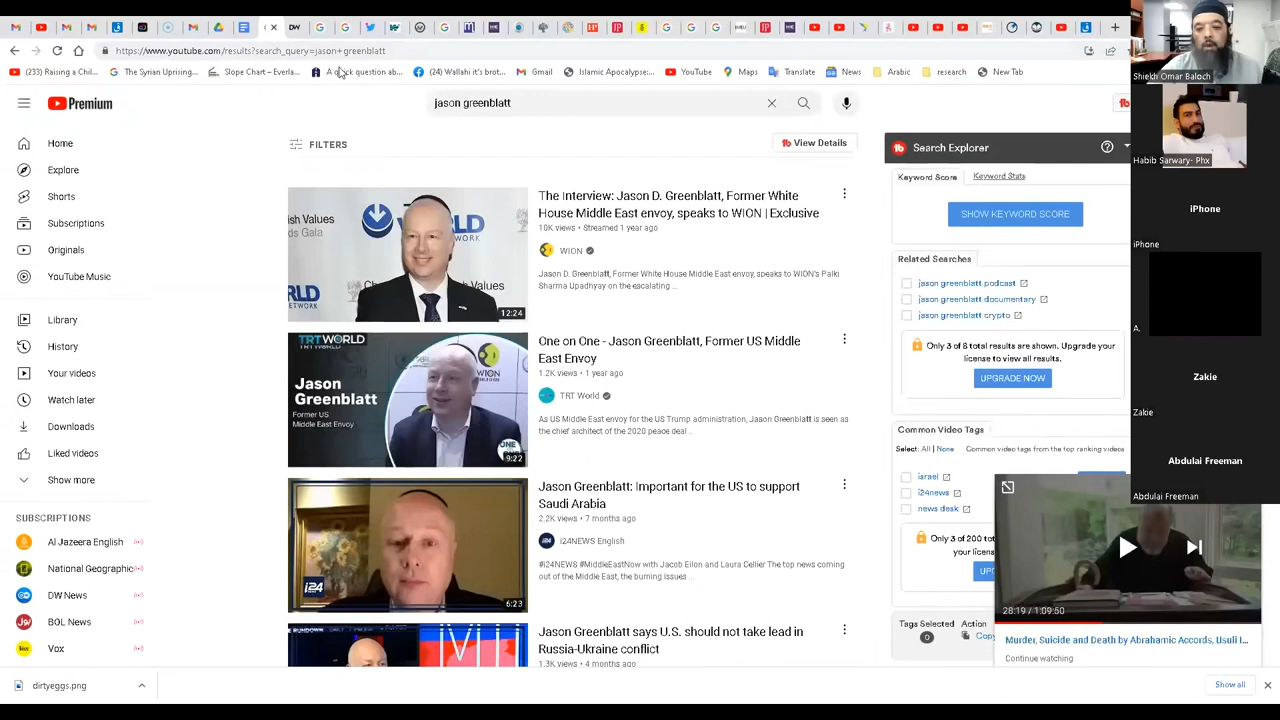 https://www.youtube.com/results?search_query=jason+greenblatt
(233) Raising a Chil...
The Syrian Uprising...
Slope Chart – Everla...
A quick question ab...
(24) Wallahi it's brot...
Gmail
Islamic Apocalypse:...
YouTube
Maps
Translate
News
Arabic
research
New Tab
Premium
jason greenblatt
Home
Explore
Shorts
Subscriptions
Originals
YouTube Music
Library
History
Your videos
Watch later
Downloads
Liked videos
Show more
SUBSCRIPTIONS
Al Jazeera English
National Geographic
DW News
BOL News
Vox
FILTERS
View Details
12:24
The Interview: Jason D. Greenblatt, Former White
House Middle East envoy, speaks to WION | Exclusive
10K views • Streamed 1 year ago
WION
Jason D. Greenblatt, Former White House Middle East envoy, speaks to WION's Palki
Sharma Upadhyay on the escalating ...
TRT WORLD
Jason
Greenblatt
Former US
Middle East Envoy
9:22
One on One - Jason Greenblatt, Former US Middle
East Envoy
1.2K views • 1 year ago
TRT World
As US Middle East envoy for the US Trump administration, Jason Greenblatt is seen as
the chief architect of the 2020 peace deal ...
i24
NEWS
6:23
Jason Greenblatt: Important for the US to support
Saudi Arabia
2.2K views • 7 months ago
i24NEWS English
#i24NEWS #MiddleEastNow with Jacob Eilon and Laura Cellier The top news coming
out of the Middle East, the burning issues ...
Jason Greenblatt says U.S. should not take lead in
Russia-Ukraine conflict
1.3K views • 4 months ago
Search Explorer
Keyword Score
Keyword Stats
SHOW KEYWORD SCORE
Related Searches
jason greenblatt podcast
jason greenblatt documentary
jason greenblatt crypto
Only 3 of 8 total results are shown. Upgrade your
license to view all results.
UPGRADE NOW
Common Video Tags
Select: All | None
Common video tags from the top ranking videos
israel
i24news
news desk
Only 3 of 200 tot
your licens
UPG
Tags Selected
0
Action
Copy
28:19 / 1:09:50
Murder, Suicide and Death by Abrahamic Accords, Usuli I...
Continue watching
Shiekh Omar Baloch
Habib Sarwary- Phx
iPhone
iPhone
A.
Zakie
Zakie
Abdulai Freeman
Abdulai Freeman
dirtyeggs.png
Show all